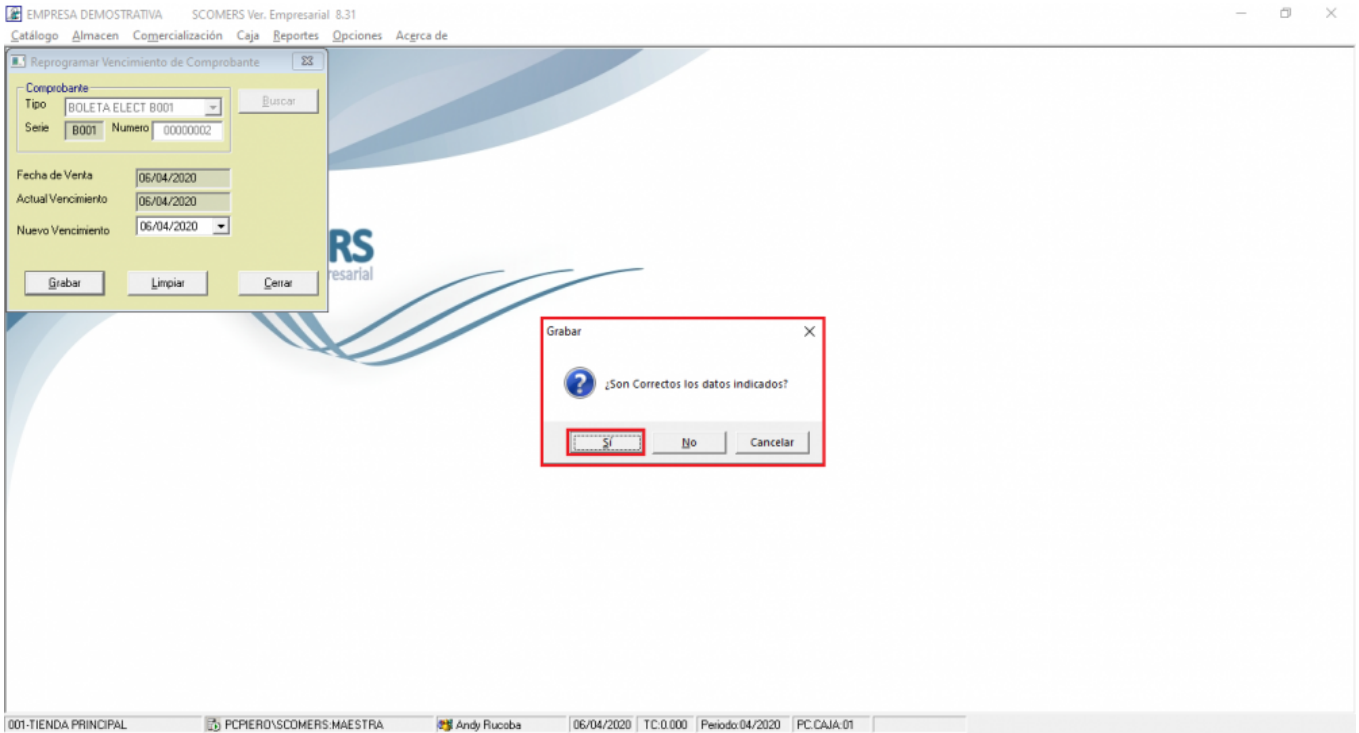 EMPRESA DEMOSTRATIVA SCOMERS Ver. Empresarial 8.31
Catálogo Almacen Comercialización Caja Reportes Opciones Acerca de
Reprogramar Vencimiento de Comprobante
Comprobante
Tipo BOLETA ELECT B001 Buscar
Serie B001 Numero 00000002
Fecha de Venta 06/04/2020
Actual Vencimiento 06/04/2020
Nuevo Vencimiento 06/04/2020
RS
resarial
Grabar Limpiar Cerrar
Grabar
¿Son Correctos los datos indicados?
Sí No Cancelar
001-TIENDA PRINCIPAL PCPIERO\SCOMERS:MAESTRA Andy Rucoba 06/04/2020 TC:0.000 Periodo:04/2020 PC.CAJA:01